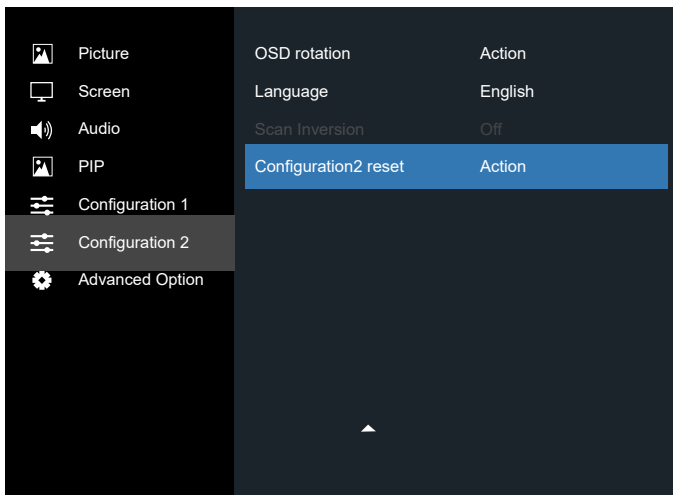 Picture
Screen
Audio
PIP
Configuration 1
Configuration 2
Advanced Option
OSD rotation Action
Language English
Scan Inversion Off
Configuration2 reset Action